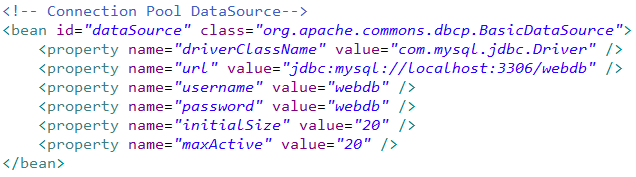 <!-- Connection Pool DataSource-->
<bean id="dataSource" class="org.apache.commons.dbcp.BasicDataSource">
    <property name="driverClassName" value="com.mysql.jdbc.Driver" />
    <property name="url" value="jdbc:mysql://localhost:3306/webdb" />
    <property name="username" value="webdb" />
    <property name="password" value="webdb" />
    <property name="initialSize" value="20" />
    <property name="maxActive" value="20" />
</bean>